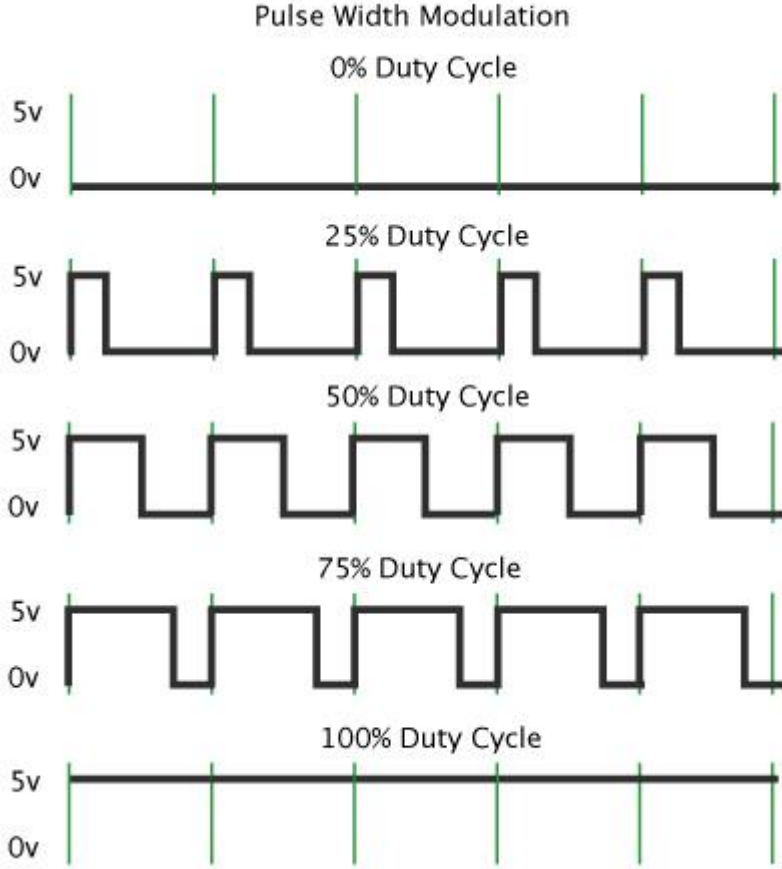 Pulse Width Modulation
0% Duty Cycle
5v
0v
25% Duty Cycle
5v
0v
50% Duty Cycle
5v
0v
75% Duty Cycle
5v
0v
100% Duty Cycle
5v
0v